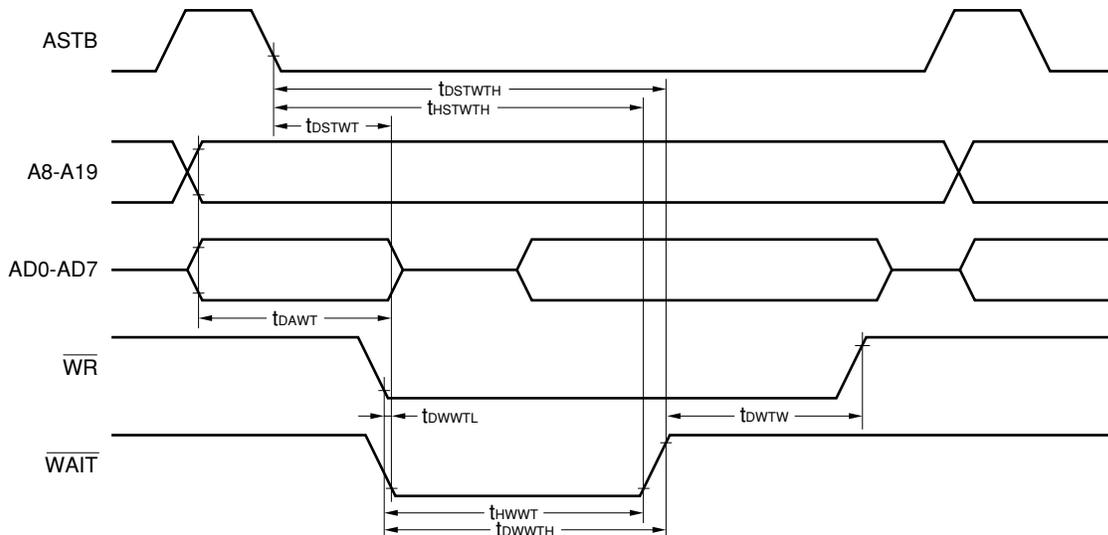 ASTB
tDSTWTH
tHSTWTH
tDSTWT
A8-A19
AD0-AD7
tDAWT
WR
tDWWTL
tDWTW
WAIT
tHWWT
tDWWTH